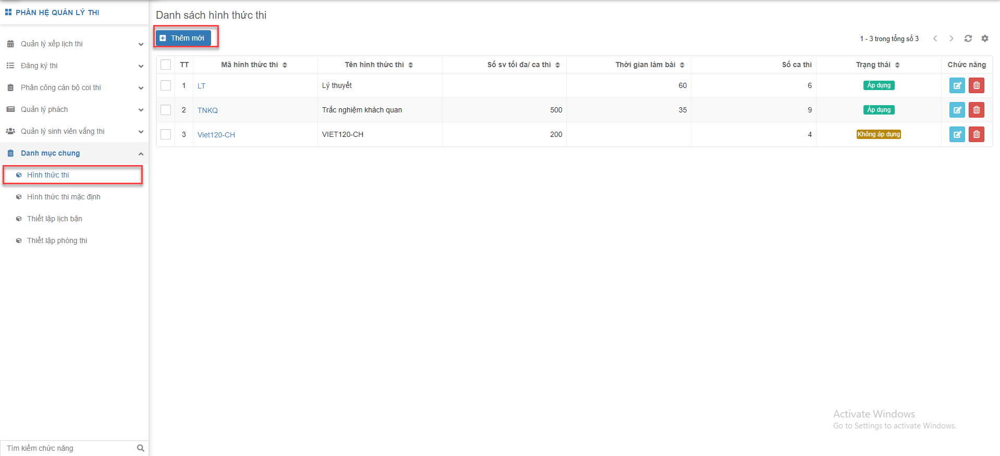 PHÂN HỆ QUẢN LÝ THI
Quản lý xếp lịch thi
Đăng ký thi
Phân công cán bộ coi thi
Quản lý phách
Quản lý sinh viên vắng thi
Danh mục chung
Hình thức thi
Hình thức thi mặc định
Thiết lập lịch bận
Thiết lập phòng thi
Tìm kiếm chức năng
Danh sách hình thức thi
Thêm mới
1 - 3 trong tổng số 3
TT Mã hình thức thi Tên hình thức thi Số sv tối đa/ ca thi Thời gian làm bài Số ca thi Trạng thái Chức năng
1 LT Lý thuyết 60 6 Áp dụng
2 TNKQ Trắc nghiệm khách quan 500 35 9 Áp dụng
3 Viet120-CH VIET120-CH 200 4 Không áp dụng
Activate Windows
Go to Settings to activate Windows.